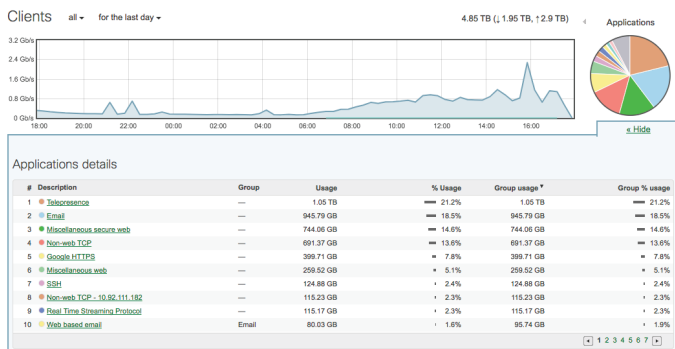 Clients all for the last day 4.85 TB (↓1.95 TB, ↑2.9 TB) Applications
3.2 Gb/s
2.4 Gb/s
1.6 Gb/s
0.8 Gb/s
0 Gb/s
18:00 20:00 22:00 00:00 02:00 04:00 06:00 08:00 10:00 12:00 14:00 16:00
« Hide
Applications details
# Description Group Usage % Usage Group usage Group % usage
1 Telepresence — 1.05 TB 21.2% 1.05 TB 21.2%
2 Email — 945.79 GB 18.5% 945.79 GB 18.5%
3 Miscellaneous secure web — 744.06 GB 14.6% 744.06 GB 14.6%
4 Non-web TCP — 691.37 GB 13.6% 691.37 GB 13.6%
5 Google HTTPS — 399.71 GB 7.8% 399.71 GB 7.8%
6 Miscellaneous web — 259.52 GB 5.1% 259.52 GB 5.1%
7 SSH — 124.88 GB 2.4% 124.88 GB 2.4%
8 Non-web TCP - 10.92.111.182 — 115.23 GB 2.3% 115.23 GB 2.3%
9 Real Time Streaming Protocol — 115.17 GB 2.3% 115.17 GB 2.3%
10 Web based email Email 80.03 GB 1.6% 95.74 GB 1.9%
1 2 3 4 5 6 7